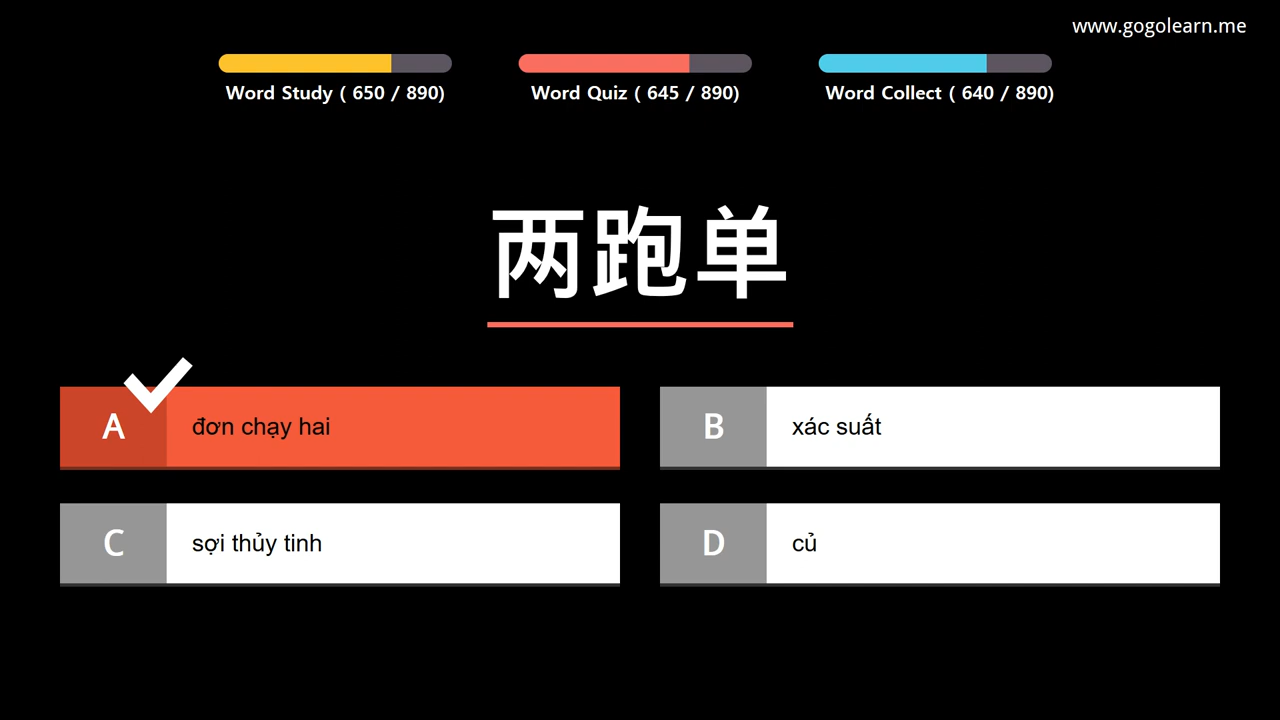 www.gogolearn.me
Word Study ( 650 / 890)
Word Quiz ( 645 / 890)
Word Collect ( 640 / 890)
两跑单
A đơn chạy hai
B xác suất
C sợi thủy tinh
D củ